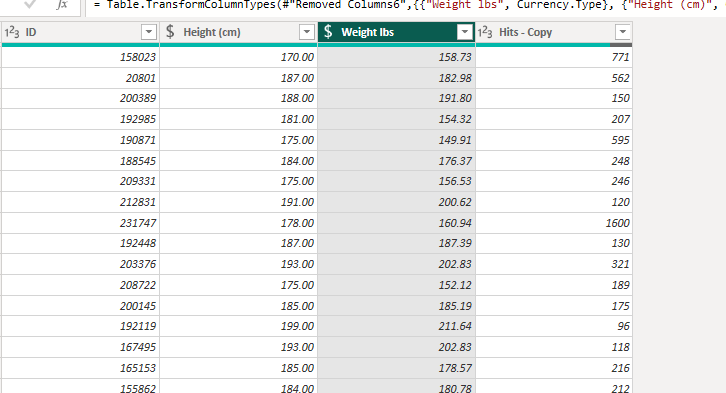 fx = Table.TransformColumnTypes(#"Removed Columns6",{{"Weight lbs", Currency.Type}, {"Height (cm)",
1²3 ID $ Height (cm) $ Weight lbs 1²3 Hits - Copy
158023 170.00 158.73 771
20801 187.00 182.98 562
200389 188.00 191.80 150
192985 181.00 154.32 207
190871 175.00 149.91 595
188545 184.00 176.37 248
209331 175.00 156.53 246
212831 191.00 200.62 120
231747 178.00 160.94 1600
192448 187.00 187.39 130
203376 193.00 202.83 321
208722 175.00 152.12 189
200145 185.00 185.19 175
192119 199.00 211.64 96
167495 193.00 202.83 118
165153 185.00 178.57 216
155862 184.00 180.78 212